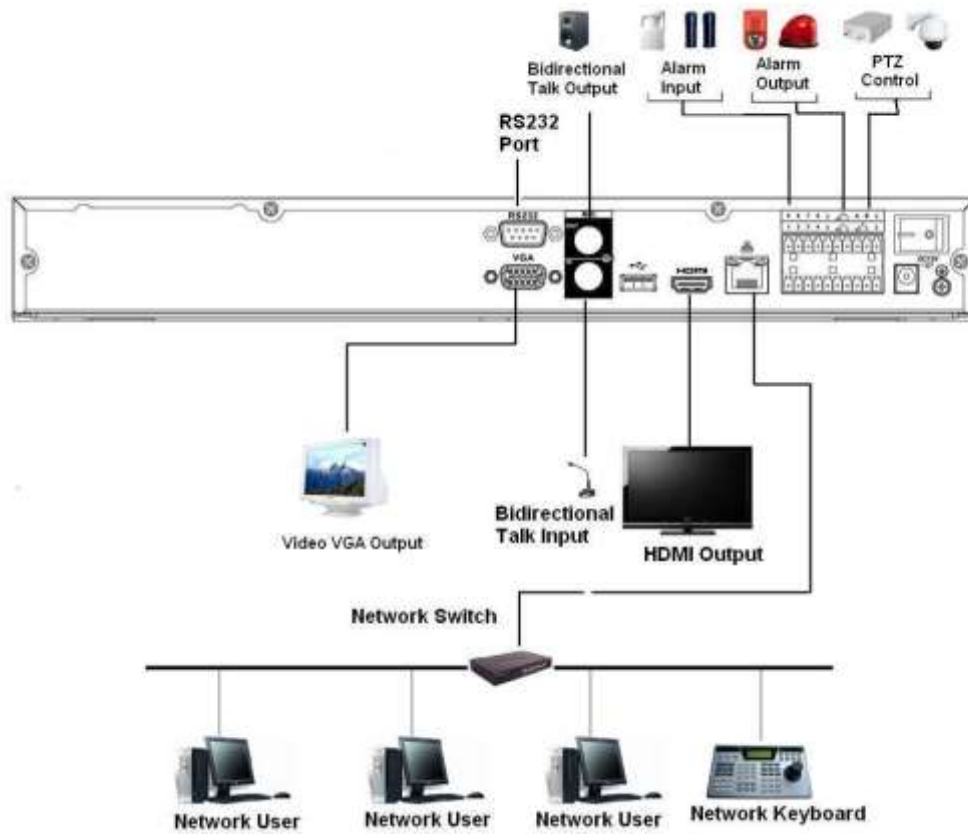 Bidirectional
Talk Output
Alarm
Input
Alarm
Output
PTZ
Control
RS232
Port
RS232
VGA
HDMI
Video VGA Output
Bidirectional
Talk Input
HDMI Output
Network Switch
Network User
Network User
Network User
Network Keyboard